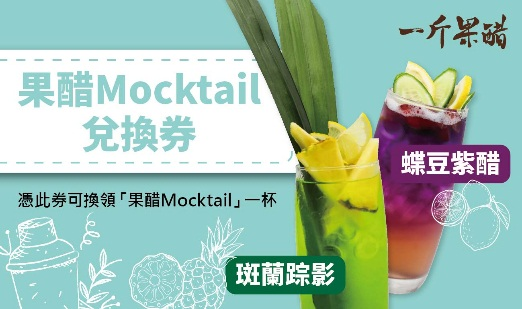 一斤果醋
果醋Mocktail
兌換券
憑此券可換領「果醋Mocktail」一杯
蝶豆紫醋
斑蘭踪影